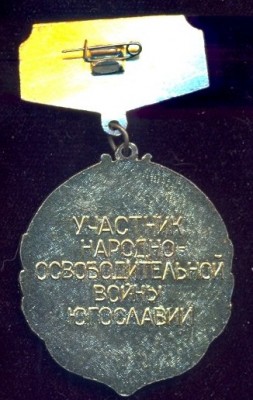 УЧАСТНИК
НАРОДНО=
ОСВОБОДИТЕЛЬНОЙ
ВОЙНЫ
ЮГОСЛАВИИ